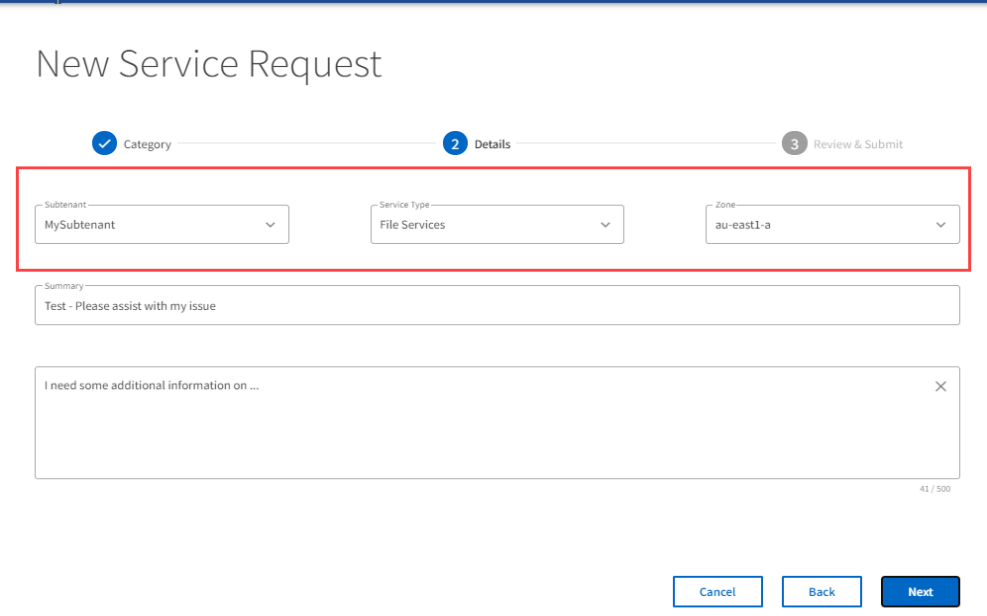 New Service Request
Category
2 Details
3 Review & Submit
Subtenant
MySubtenant
Service Type
File Services
Zone
au-east1-a
Summary
Test - Please assist with my issue
I need some additional information on ...
41 / 500
Cancel
Back
Next